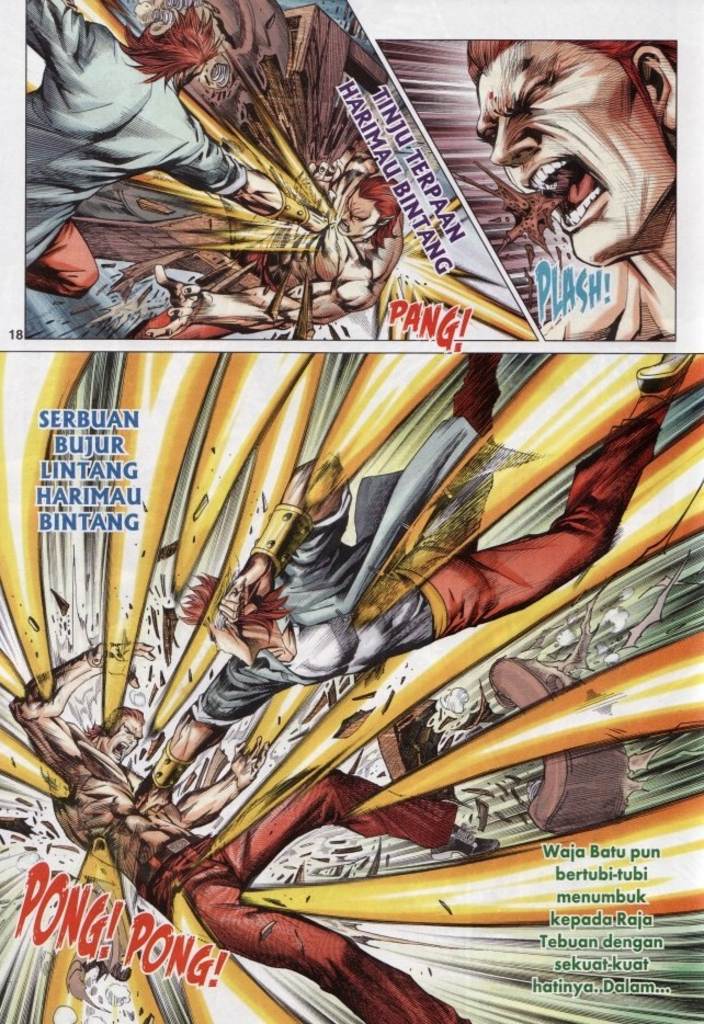 TINJU TERPAAN
HARIMAU BINTANG
PANG!
PLASH!
18
SERBUAN
BUJUR
LINTANG
HARIMAU
BINTANG
PONG! PONG!
Waja Batu pun
bertubi-tubi
menumbuk
kepada Raja
Tebuan dengan
sekuat-kuat
hatinya..Dalam...